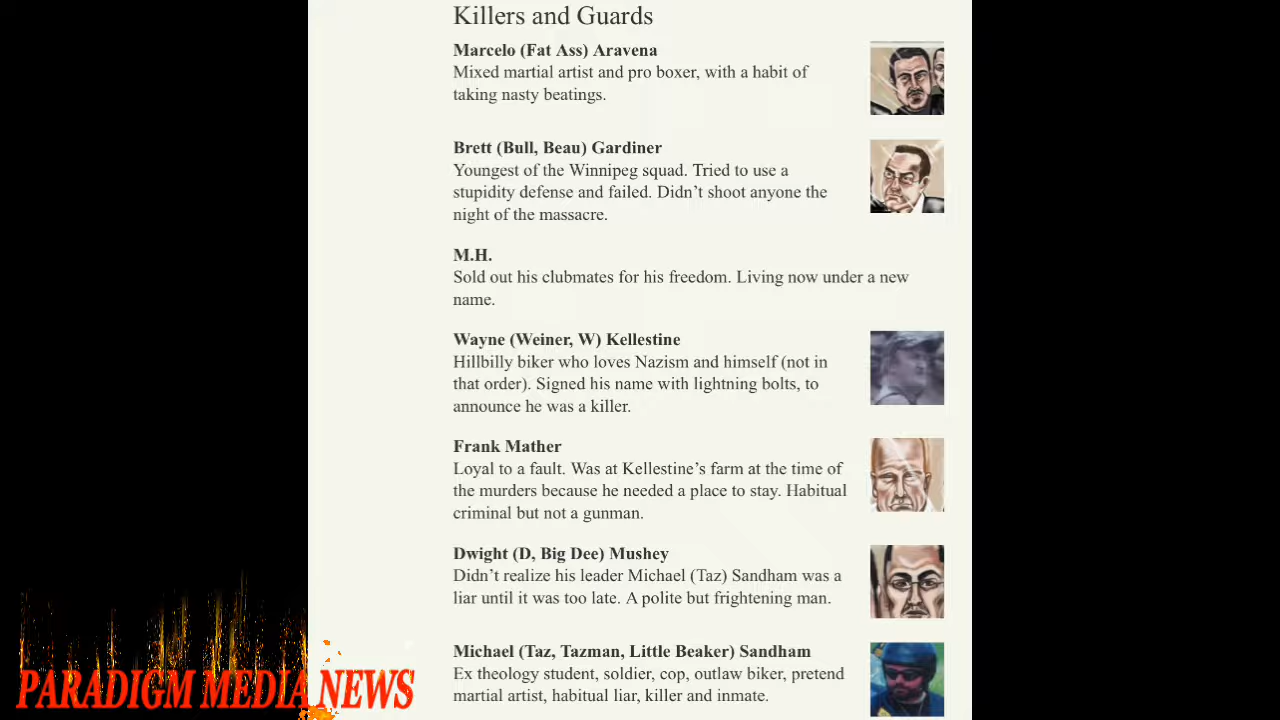 Killers and Guards
Marcelo (Fat Ass) Aravena
Mixed martial artist and pro boxer, with a habit of
taking nasty beatings.
Brett (Bull, Beau) Gardiner
Youngest of the Winnipeg squad. Tried to use a
stupidity defense and failed. Didn’t shoot anyone the
night of the massacre.
M.H.
Sold out his clubmates for his freedom. Living now under a new
name.
Wayne (Weiner, W) Kellestine
Hillbilly biker who loves Nazism and himself (not in
that order). Signed his name with lightning bolts, to
announce he was a killer.
Frank Mather
Loyal to a fault. Was at Kellestine’s farm at the time of
the murders because he needed a place to stay. Habitual
criminal but not a gunman.
Dwight (D, Big Dee) Mushey
Didn’t realize his leader Michael (Taz) Sandham was a
liar until it was too late. A polite but frightening man.
Michael (Taz, Tazman, Little Beaker) Sandham
Ex theology student, soldier, cop, outlaw biker, pretend
martial artist, habitual liar, killer and inmate.
PARADIGM MEDIA NEWS